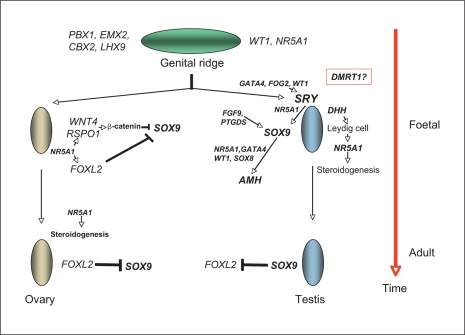 PBX1, EMX2,
CBX2, LHX9
WT1, NR5A1
Genital ridge
GATA4, FOG2, WT1
DMRT1?
SRY
NR5A1
DHH
Leydig cell
NR5A1
Steroidogenesis
FGF9,
PTGDS
SOX9
NR5A1,GATA4
WT1, SOX8
AMH
WNT4
RSPO1
β-catenin
SOX9
NR5A1
FOXL2
Foetal
NR5A1
Steroidogenesis
FOXL2
SOX9
FOXL2
SOX9
Adult
Ovary
Testis
Time